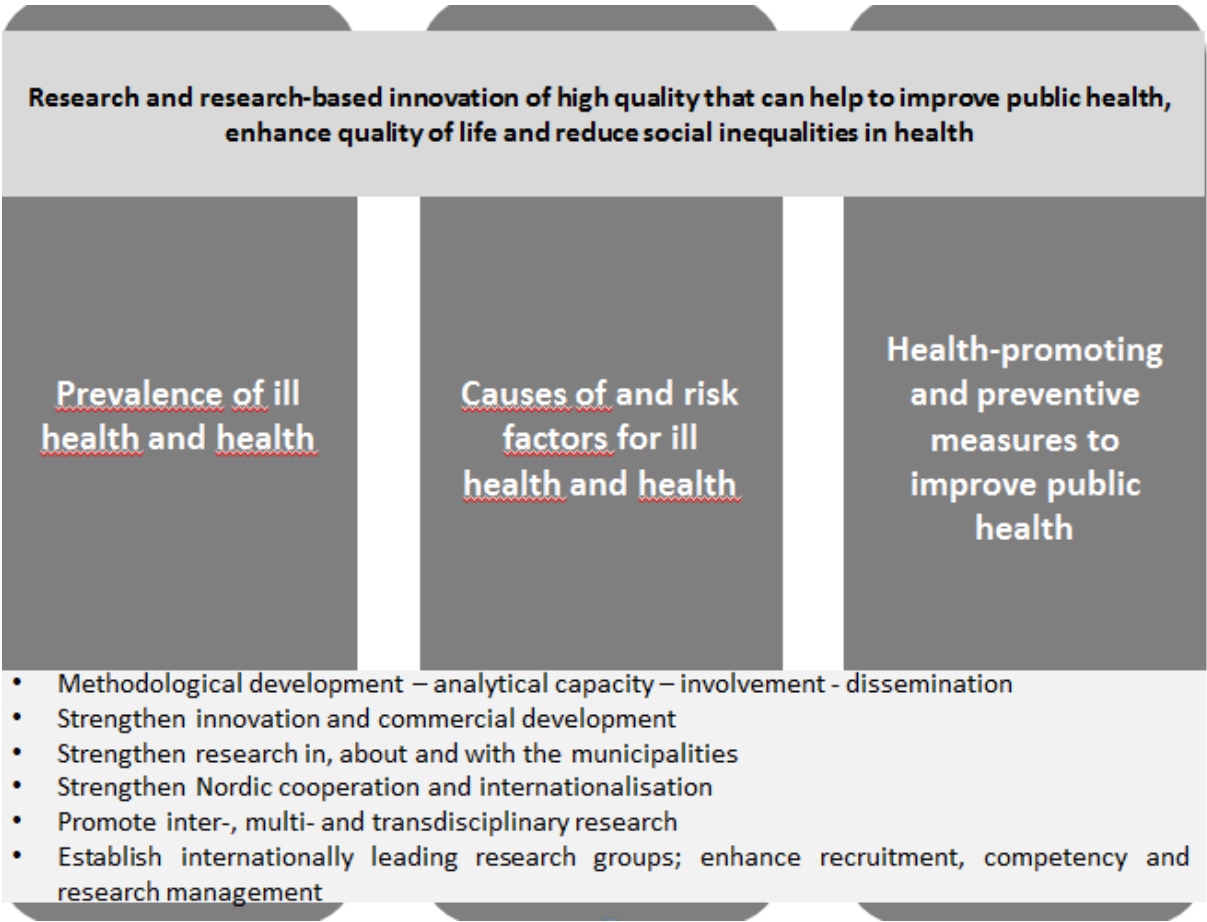 Research and research-based innovation of high quality that can help to improve public health,
enhance quality of life and reduce social inequalities in health
Prevalence of ill
health and health
Causes of and risk
factors for ill
health and health
Health-promoting
and preventive
measures to
improve public
health
• Methodological development – analytical capacity – involvement - dissemination
• Strengthen innovation and commercial development
• Strengthen research in, about and with the municipalities
• Strengthen Nordic cooperation and internationalisation
• Promote inter-, multi- and transdisciplinary research
• Establish internationally leading research groups; enhance recruitment, competency and
research management